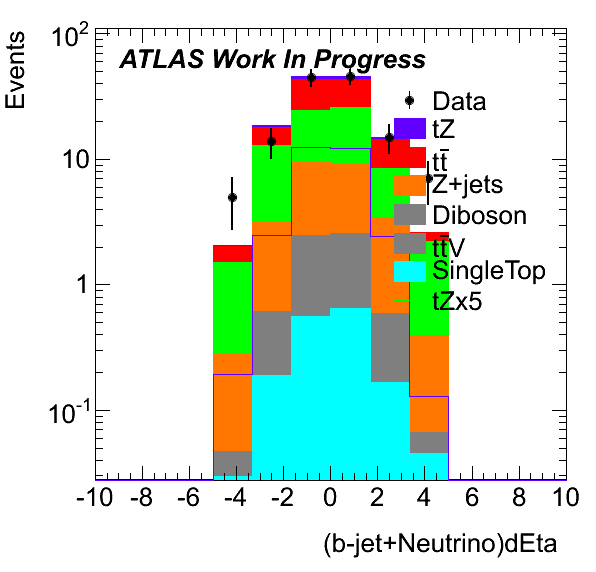 Events
10²
10
1
10⁻¹
ATLAS Work In Progress
Data
tZ
tt̄
Z+jets
Diboson
tt̄V
SingleTop
tZx5
-10 -8 -6 -4 -2 0 2 4 6 8 10
(b-jet+Neutrino)dEta